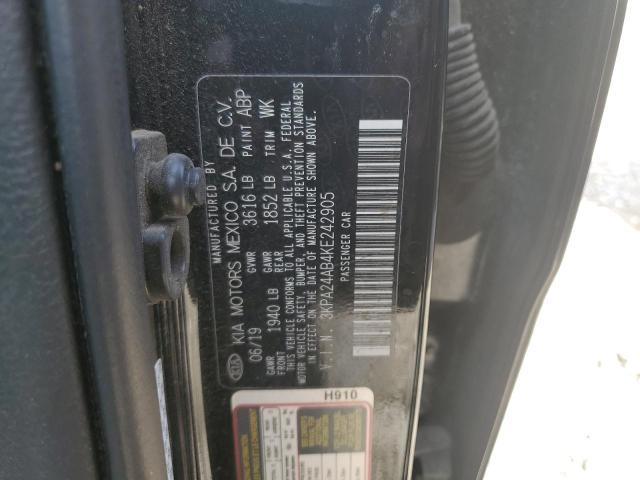 MANUFACTURED BY
KIA KIA MOTORS MEXICO S.A. DE C.V.
06/19 GVWR 3616 LB PAINT ABP
GAWR FRONT 1940 LB GAWR REAR 1852 LB TRIM WK
THIS VEHICLE CONFORMS TO ALL APPLICABLE U.S.A. FEDERAL
MOTOR VEHICLE SAFETY, BUMPER, AND THEFT PREVENTION STANDARDS
IN EFFECT ON THE DATE OF MANUFACTURE SHOWN ABOVE.
V.I.N. 3KPA24AB4KE242905
PASSENGER CAR
H910